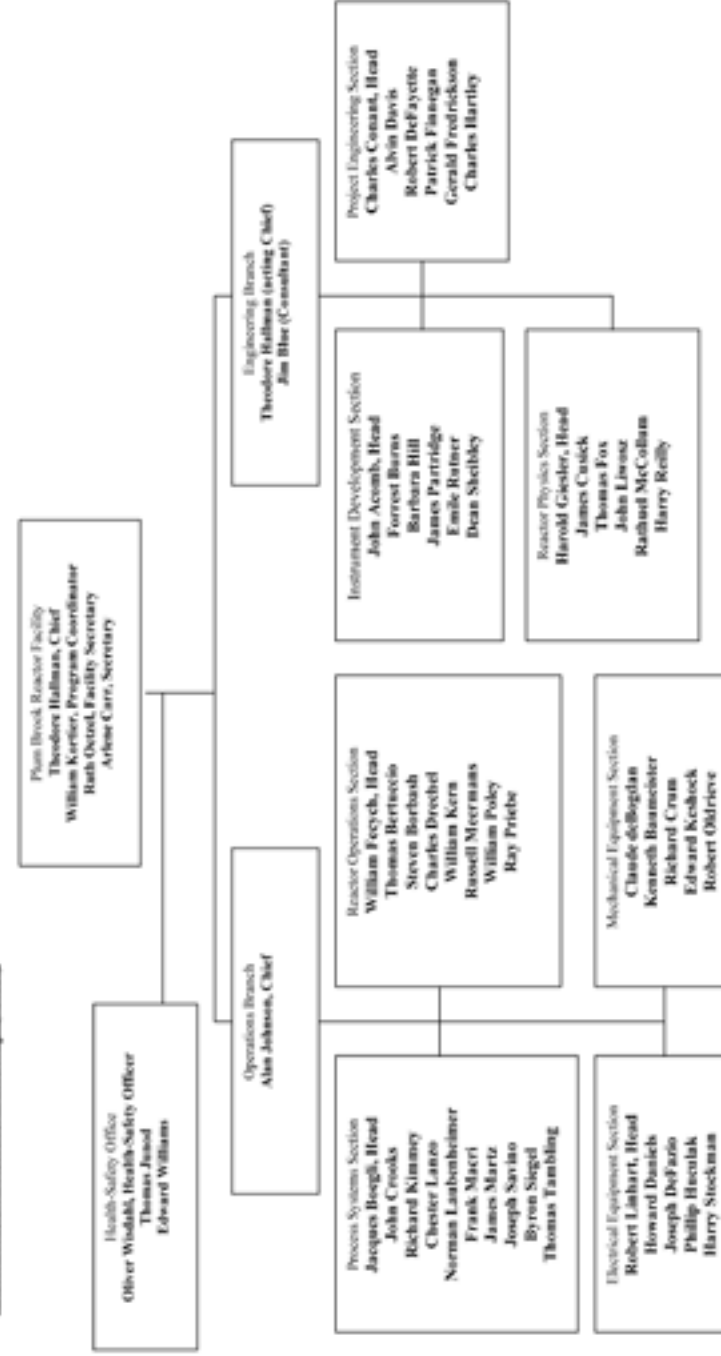 Plum Brook Reactor Facility
Theodore Hallman, Chief
William Kortier, Program Coordinator
Ruth Oetzel, Facility Secretary
Arlene Carr, Secretary
Health-Safety Office
Oliver Wisdahl, Health-Safety Officer
Thomas Junod
Edward Williams
Operations Branch
Alan Johnson, Chief
Engineering Branch
Theodore Hallman (acting Chief)
Jim Blue (Consultant)
Process Systems Section
Jacques Boegli, Head
John Crooks
Richard Kimmey
Chester Lanzo
Norman Laubenheimer
Frank Macri
James Martz
Joseph Savino
Byron Siegel
Thomas Tambling
Reactor Operations Section
William Fecych, Head
Thomas Bertuccio
Steven Borbash
Charles Drechel
William Kern
Russell Meermans
William Poley
Ray Priebe
Instrument Development Section
John Acomb, Head
Forrest Burns
Barbara Hill
James Partridge
Emile Rutner
Dean Sheibley
Project Engineering Section
Charles Conant, Head
Alvin Davis
Robert DeFayette
Patrick Finnegan
Gerald Fredrickson
Charles Hartley
Electrical Equipment Section
Robert Linhart, Head
Howard Daniels
Joseph DeFazio
Phillip Huculak
Harry Stockman
Mechanical Equipment Section
Claude deBogdan
Kenneth Baumeister
Richard Crum
Edward Keshock
Robert Oldrieve
Reactor Physics Section
Harold Giesler, Head
James Cusick
Thomas Fox
John Liwosz
McCollum
Harry Reilly